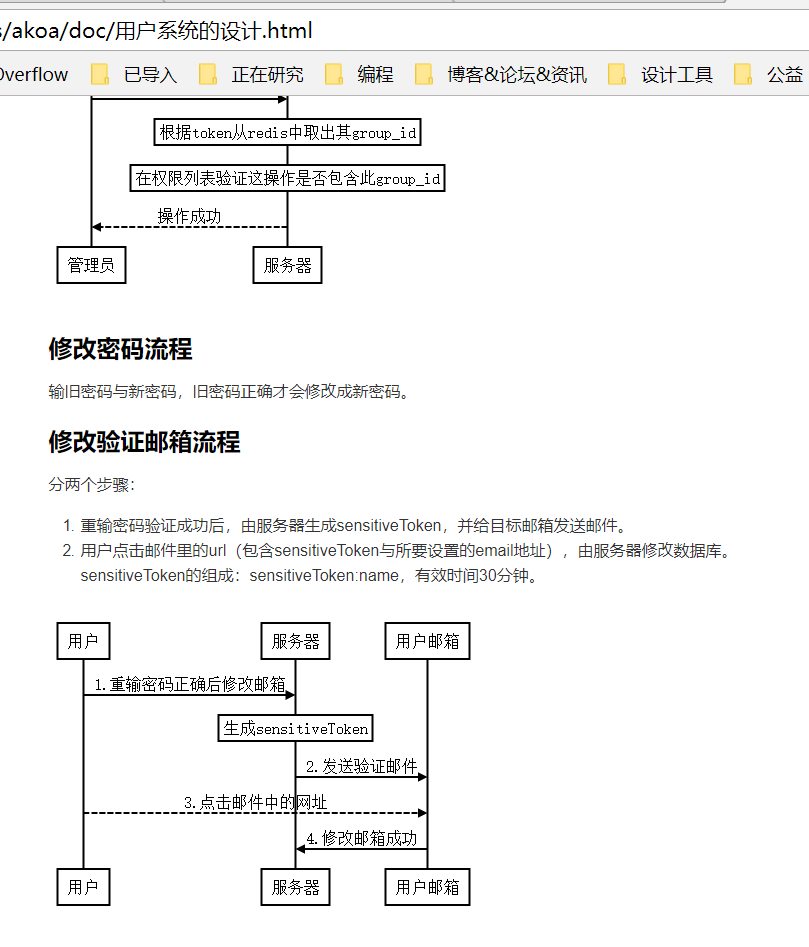 s/akoa/doc/用户系统的设计.html
Overflow 已导入 正在研究 编程 博客&论坛&资讯 设计工具 公益
根据token从redis中取出其group_id
在权限列表验证这操作是否包含此group_id
操作成功
管理员 服务器
修改密码流程
输旧密码与新密码，旧密码正确才会修改成新密码。
修改验证邮箱流程
分两个步骤：
1. 重输密码验证成功后，由服务器生成sensitiveToken，并给目标邮箱发送邮件。
2. 用户点击邮件里的url（包含sensitiveToken与所要设置的email地址），由服务器修改数据库。
sensitiveToken的组成：sensitiveToken:name，有效时间30分钟。
用户 服务器 用户邮箱
1.重输密码正确后修改邮箱
生成sensitiveToken
2.发送验证邮件
3.点击邮件中的网址
4.修改邮箱成功
用户 服务器 用户邮箱